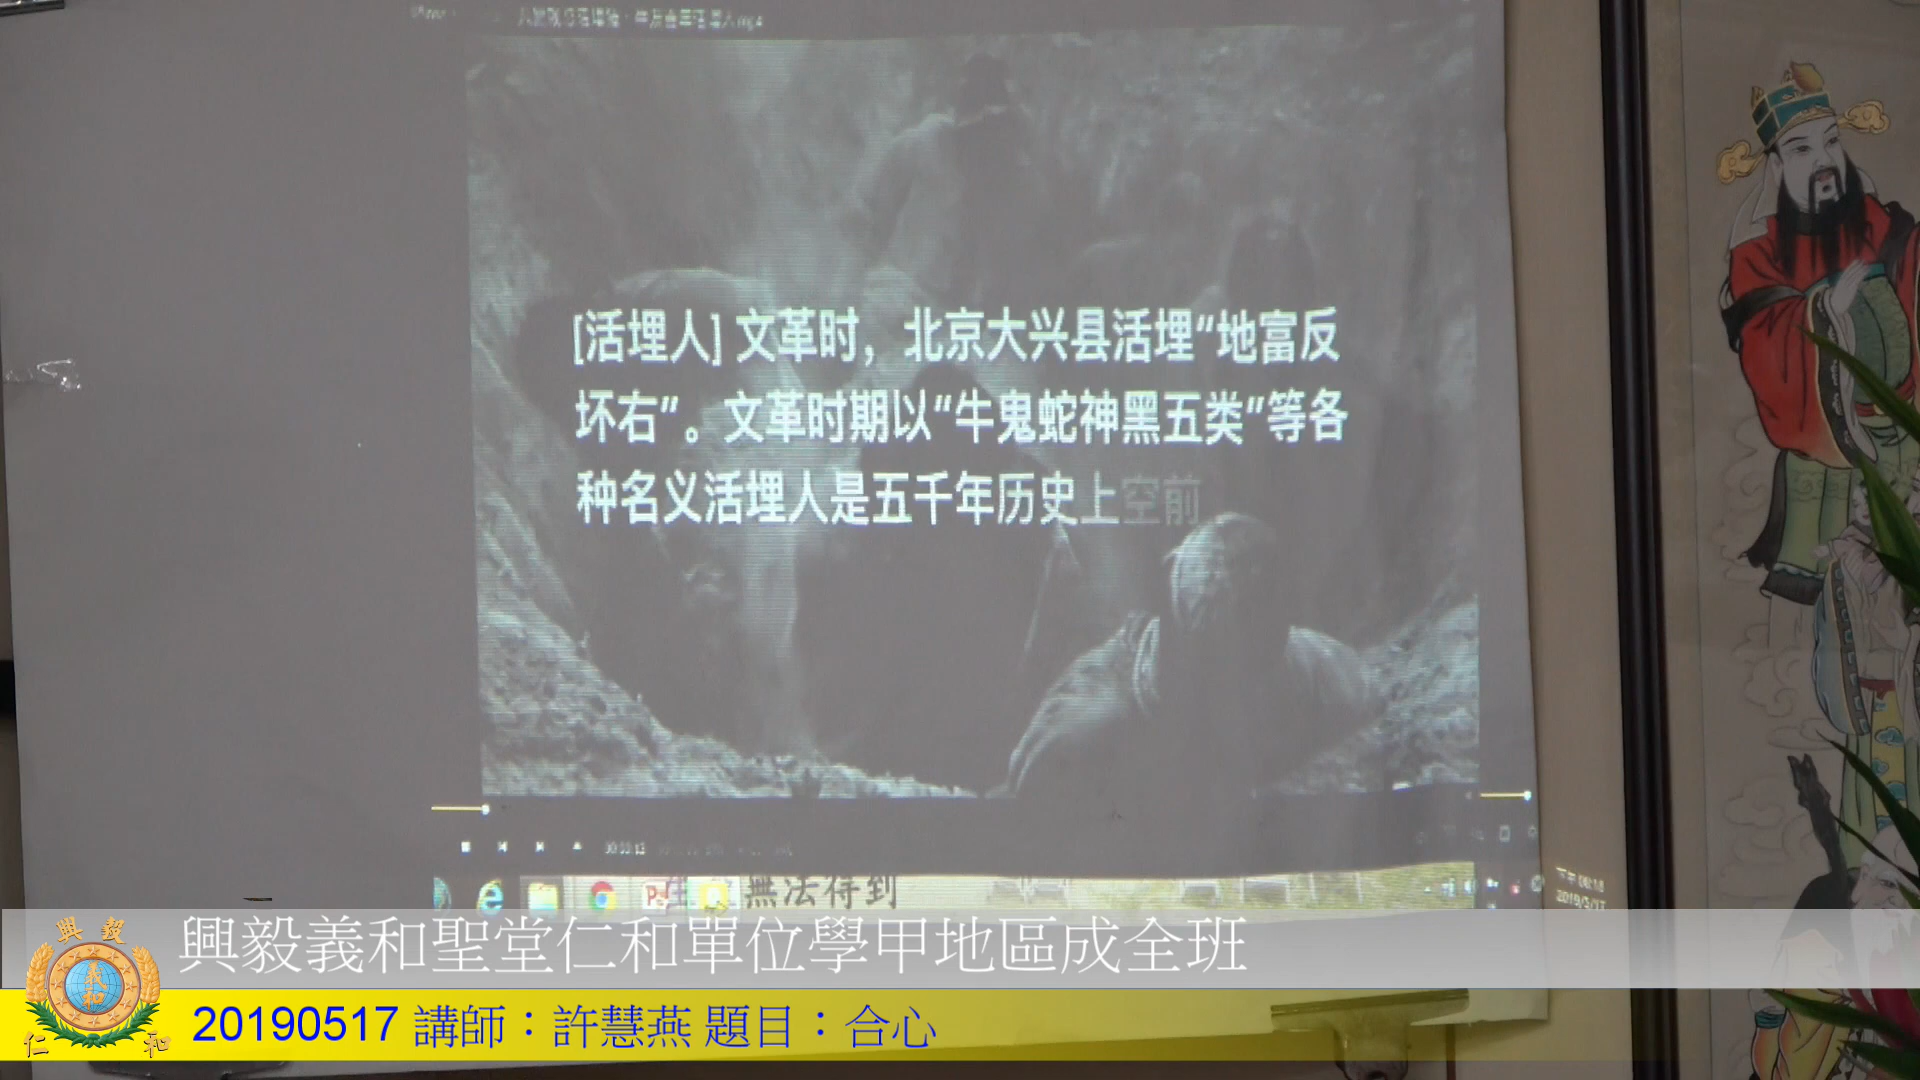 [活埋人] 文革时，北京大兴县活埋“地富反
坏右”。文革时期以“牛鬼蛇神黑五类”等各
种名义活埋人是五千年历史上空前
無法得到
興毅義和聖堂仁和單位學甲地區成全班
興毅
義和
仁和
20190517 講師：許慧燕 題目：合心